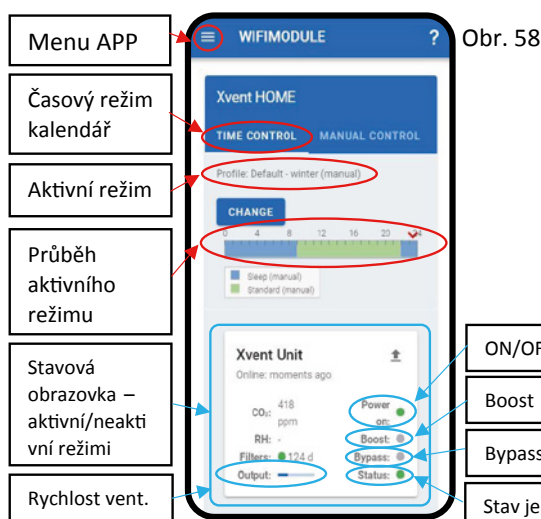 Menu APP
Časový režim
kalendář
Aktivní režim
Průběh
aktivního
režimu
Stavová
obrazovka –
aktivní/neakti
vní režimi
Rychlost vent.
WIFIMODULE ?
Xvent HOME
TIME CONTROL MANUAL CONTROL
Profile: Default - winter (manual)
CHANGE
0 4 8 12 16 20 24
Sleep (manual)
Standard (manual)
Xvent Unit
Online: moments ago
CO₂: 418
ppm
Power
on:
RH: -
Boost:
Filters: 124 d
Bypass:
Output:
Status:
Obr. 58
ON/OF
Boost
Bypass
Stav je